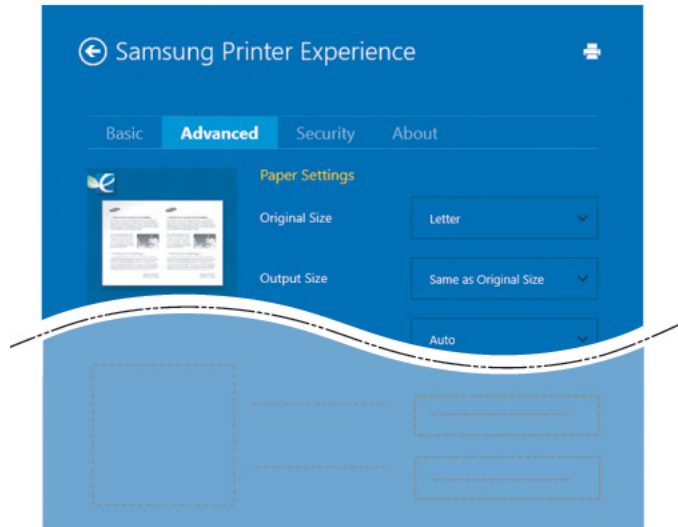 Samsung Printer Experience
Basic Advanced Security About
Paper Settings
Original Size Letter
Output Size Same as Original Size
Auto